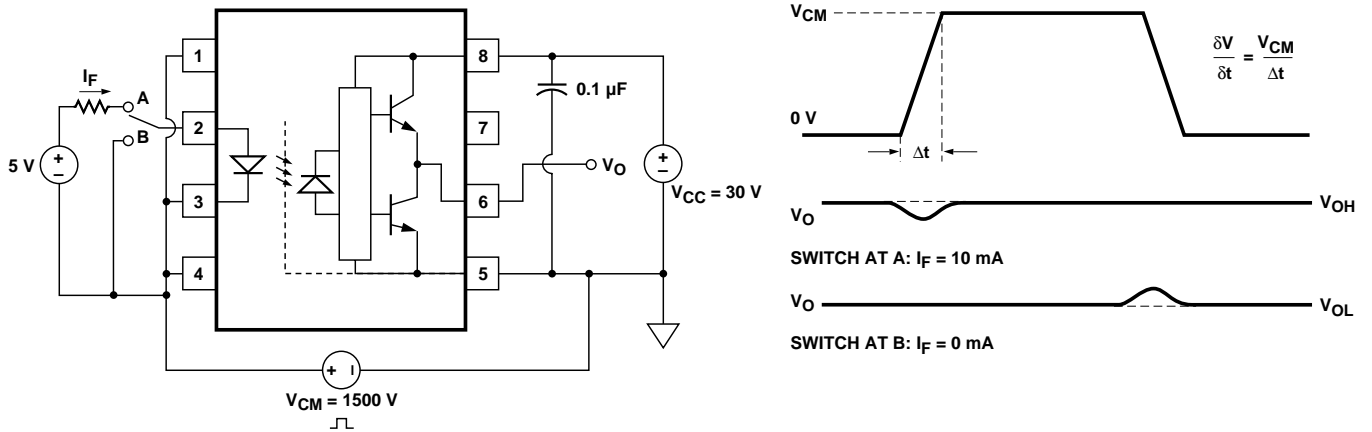 1
2
3
4
8
7
6
5
I_F
A
B
5 V
+
–
0.1 µF
V_O
+
–
V_CC = 30 V
+ –
V_CM = 1500 V
V_CM
0 V
Δt
δV/δt = V_CM/Δt
V_O
V_OH
SWITCH AT A: I_F = 10 mA
V_O
V_OL
SWITCH AT B: I_F = 0 mA